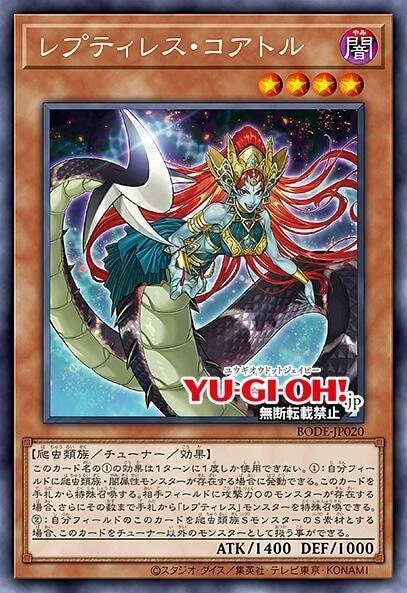 レプティレス・コアトル
闇
やみ
ユウギオウドットジェイピー
YU-GI-OH!.jp
無断転載禁止
BODE-JP020
【爬虫類族/チューナー/効果】
このカード名の①の効果は1ターンに1度しか使用できない。①:自分フィー
ルドに爬虫類族・闇属性モンスターが存在する場合に発動できる。このカードを
手札から特殊召喚する。相手フィールドに攻撃力0のモンスターが存在する
場合、さらにその数まで手札から「レプティレス」モンスターを特殊召喚できる。
②:自分フィールドのこのカードを爬虫類族SモンスターのS素材とする
場合、このカードをチューナー以外のモンスターとして扱う事ができる。
ATK/1400 DEF/1000
©スタジオ・ダイス/集英社・テレビ東京・KONAMI